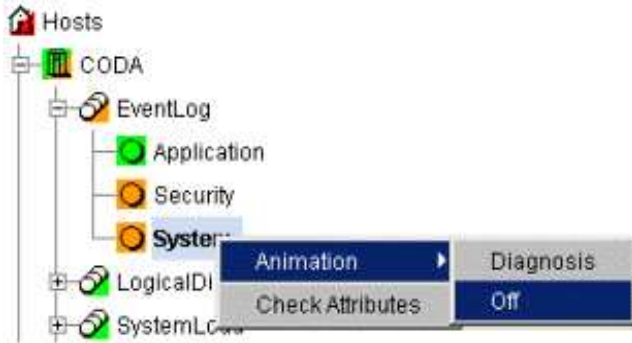 Hosts
CODA
EventLog
Application
Security
Animation
Diagnosis
Check Attributes
Off